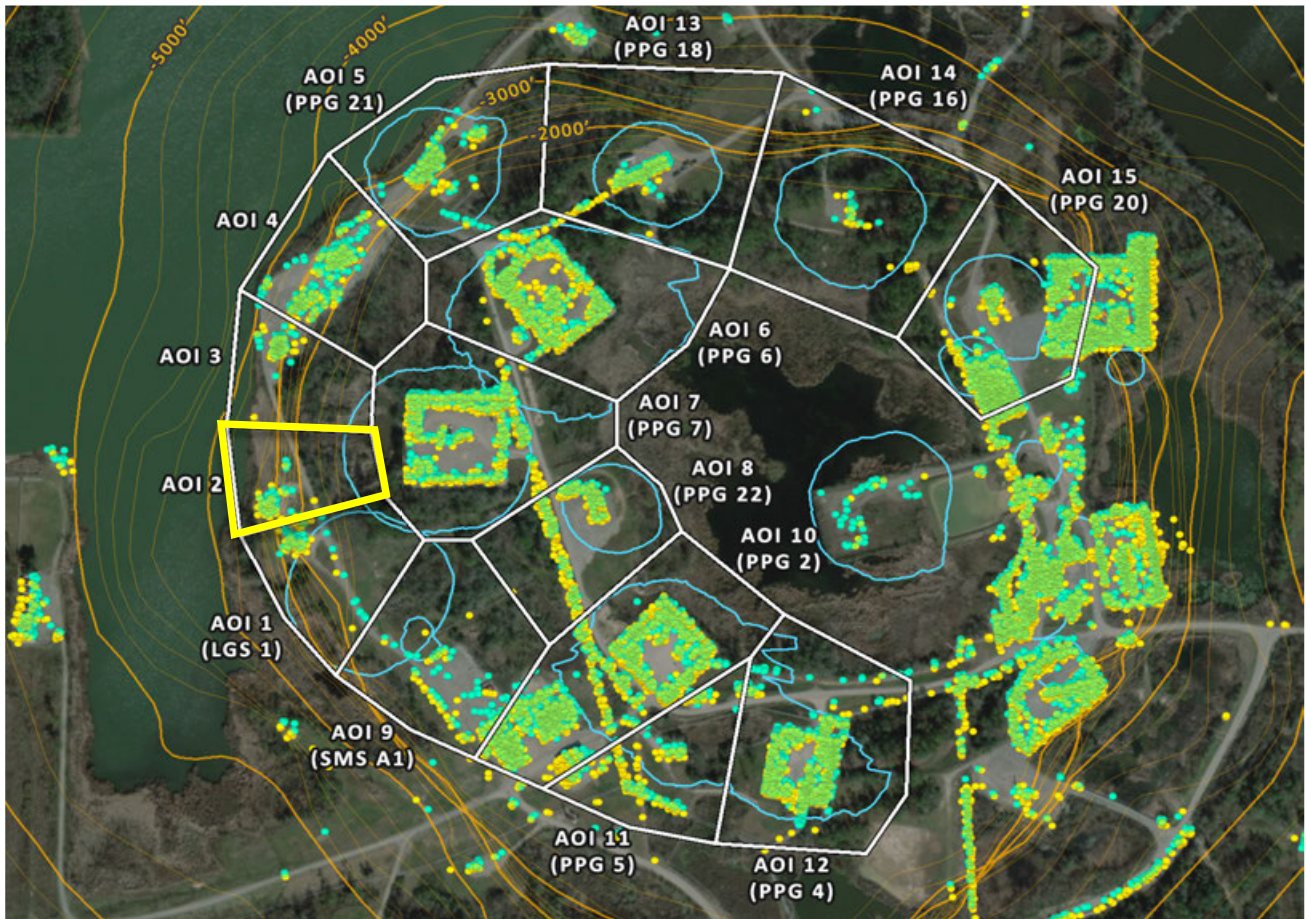 -5000'
-4000'
AOI 13
(PPG 18)
AOI 5
(PPG 21)
AOI 14
(PPG 16)
-3000'
-2000'
AOI 15
(PPG 20)
AOI 4
AOI 3
AOI 6
(PPG 6)
AOI 7
(PPG 7)
AOI 8
(PPG 22)
AOI 2
AOI 10
(PPG 2)
AOI 1
(LGS 1)
AOI 9
(SMS A1)
AOI 11
(PPG 5)
AOI 12
(PPG 4)